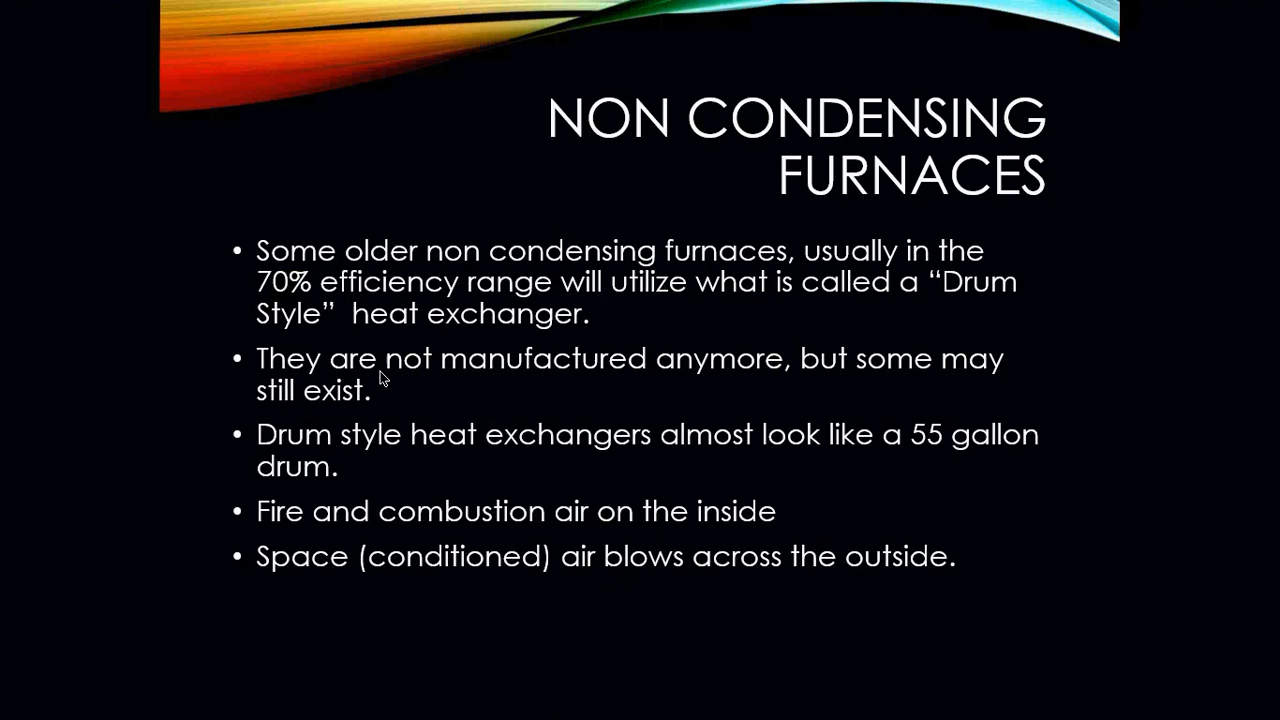 NON CONDENSING
FURNACES
• Some older non condensing furnaces, usually in the
70% efficiency range will utilize what is called a “Drum
Style”  heat exchanger.
• They are not manufactured anymore, but some may
still exist.
• Drum style heat exchangers almost look like a 55 gallon
drum.
• Fire and combustion air on the inside
• Space (conditioned) air blows across the outside.